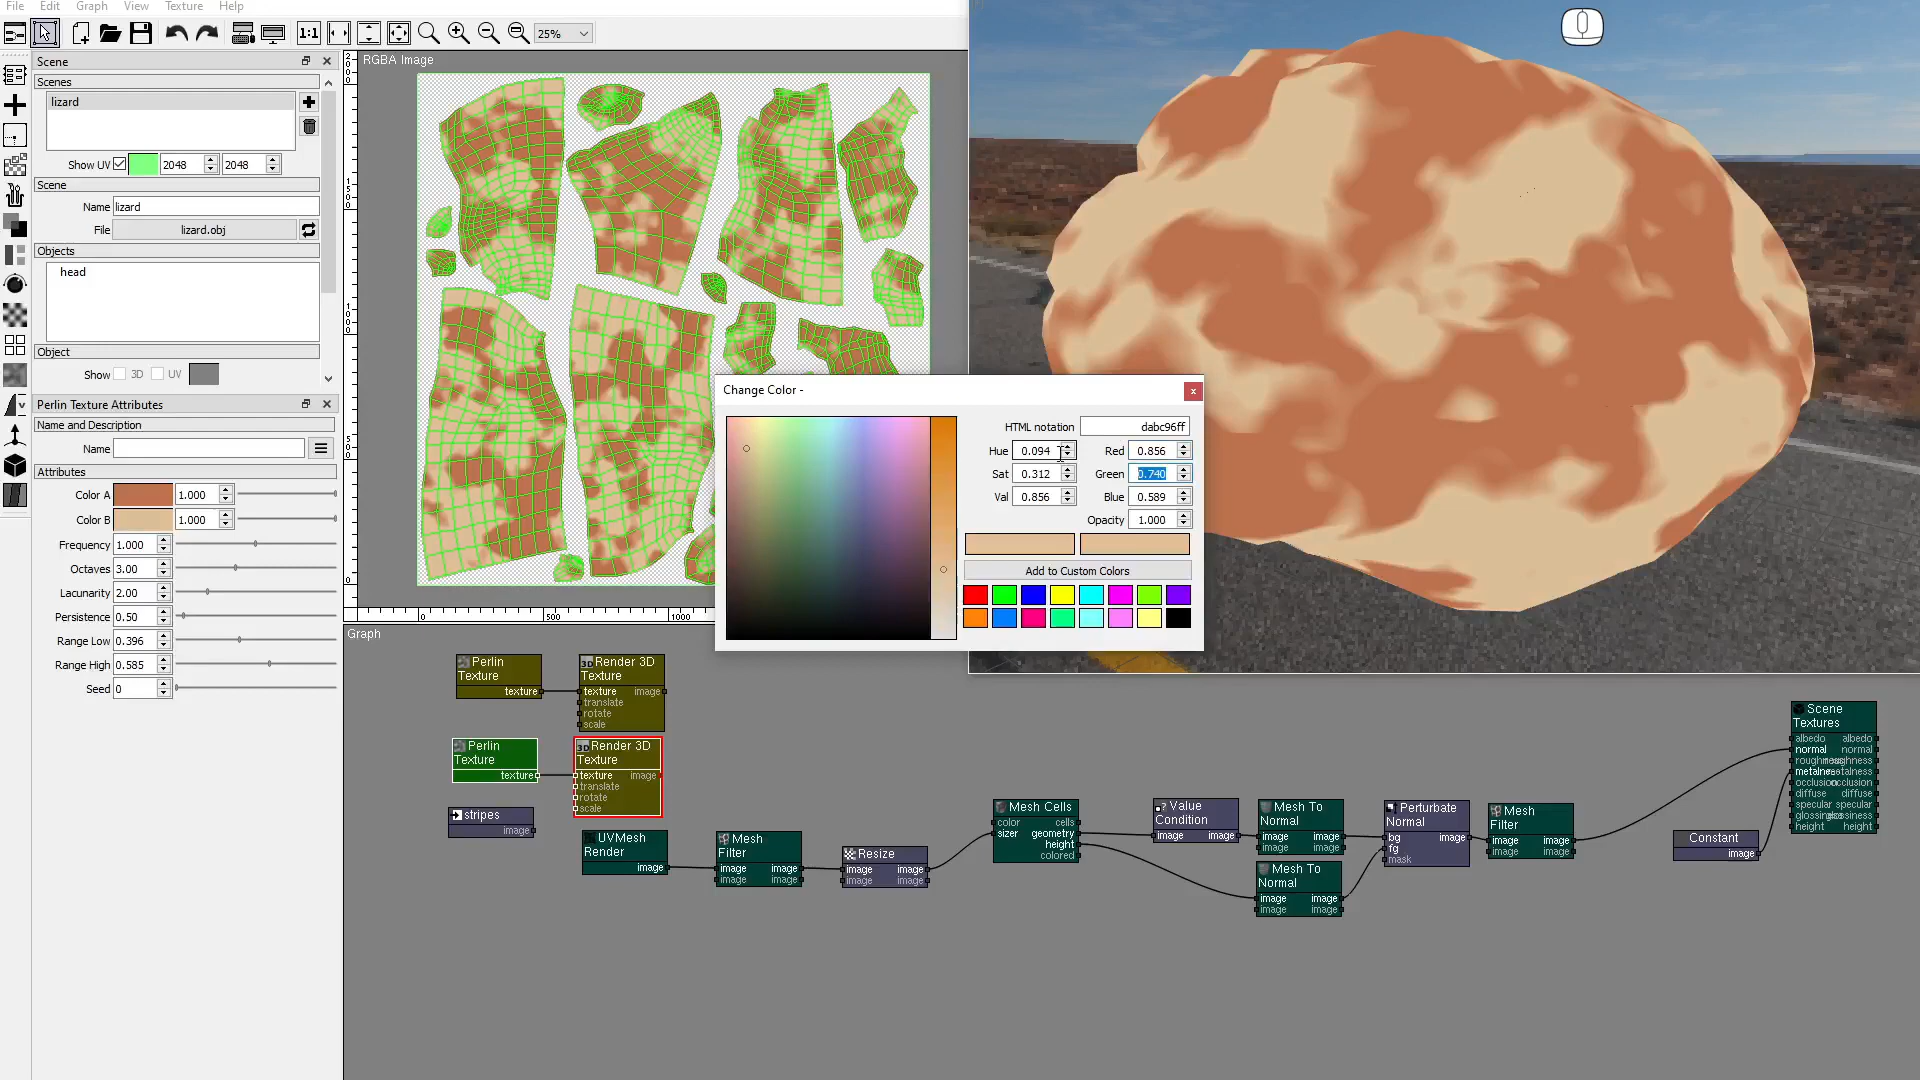 File Edit Graph View Texture Help
25%
Scene
Scenes
lizard
Show UV 2048 2048
Scene
Name lizard
File lizard.obj
Objects
head
Object
Show 3D UV
Perlin Texture Attributes
Name and Description
Name
Attributes
Color A 1.000
Color B 1.000
Frequency 1.000
Octaves 3.00
Lacunarity 2.00
Persistence 0.50
Range Low 0.396
Range High 0.585
Seed 0
RGBA Image
0 500 1000
Change Color -
HTML notation dabc96ff
Hue 0.094 Red 0.856
Sat 0.312 Green 0.740
Val 0.856 Blue 0.589
Opacity 1.000
Add to Custom Colors
Graph
Perlin
Texture
texture
Render 3D
Texture
texture image
translate
rotate
scale
Perlin
Texture
texture
Render 3D
Texture
texture image
translate
rotate
scale
stripes
image
UVMesh
Render
image
Mesh
Filter
image image
image image
Resize
image image
image image
Mesh Cells
color cells
sizer geometry
height
colored
Value
Condition
image image
Mesh To
Normal
image image
image image
Mesh To
Normal
image image
image image
Perturbate
Normal
bg image
fg
mask
Mesh
Filter
image image
image image
Constant
image
Scene
Textures
albedo albedo
normal normal
roughness roughness
metalness metalness
occlusion occlusion
diffuse diffuse
specular specular
glossiness glossiness
height height